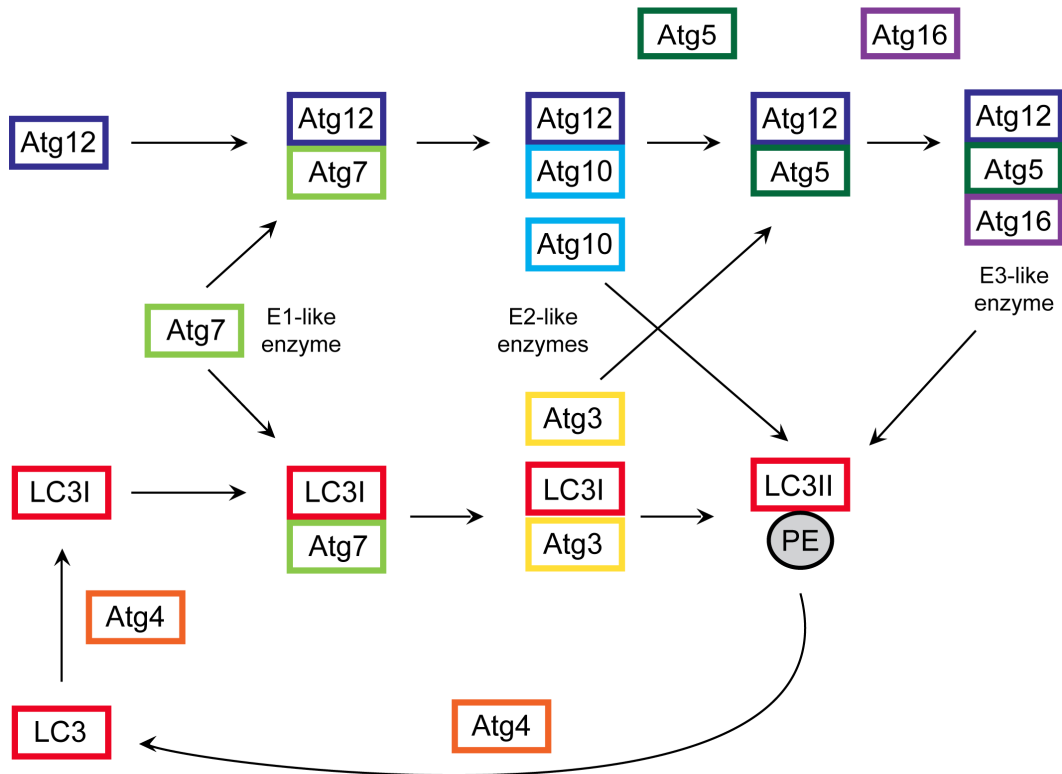 Atg5
Atg16
Atg12
Atg12
Atg7
Atg12
Atg10
Atg12
Atg5
Atg12
Atg5
Atg16
Atg10
Atg7
E1-like
enzyme
E2-like
enzymes
E3-like
enzyme
Atg3
LC3I
LC3I
Atg7
LC3I
Atg3
LC3II
PE
Atg4
LC3
Atg4